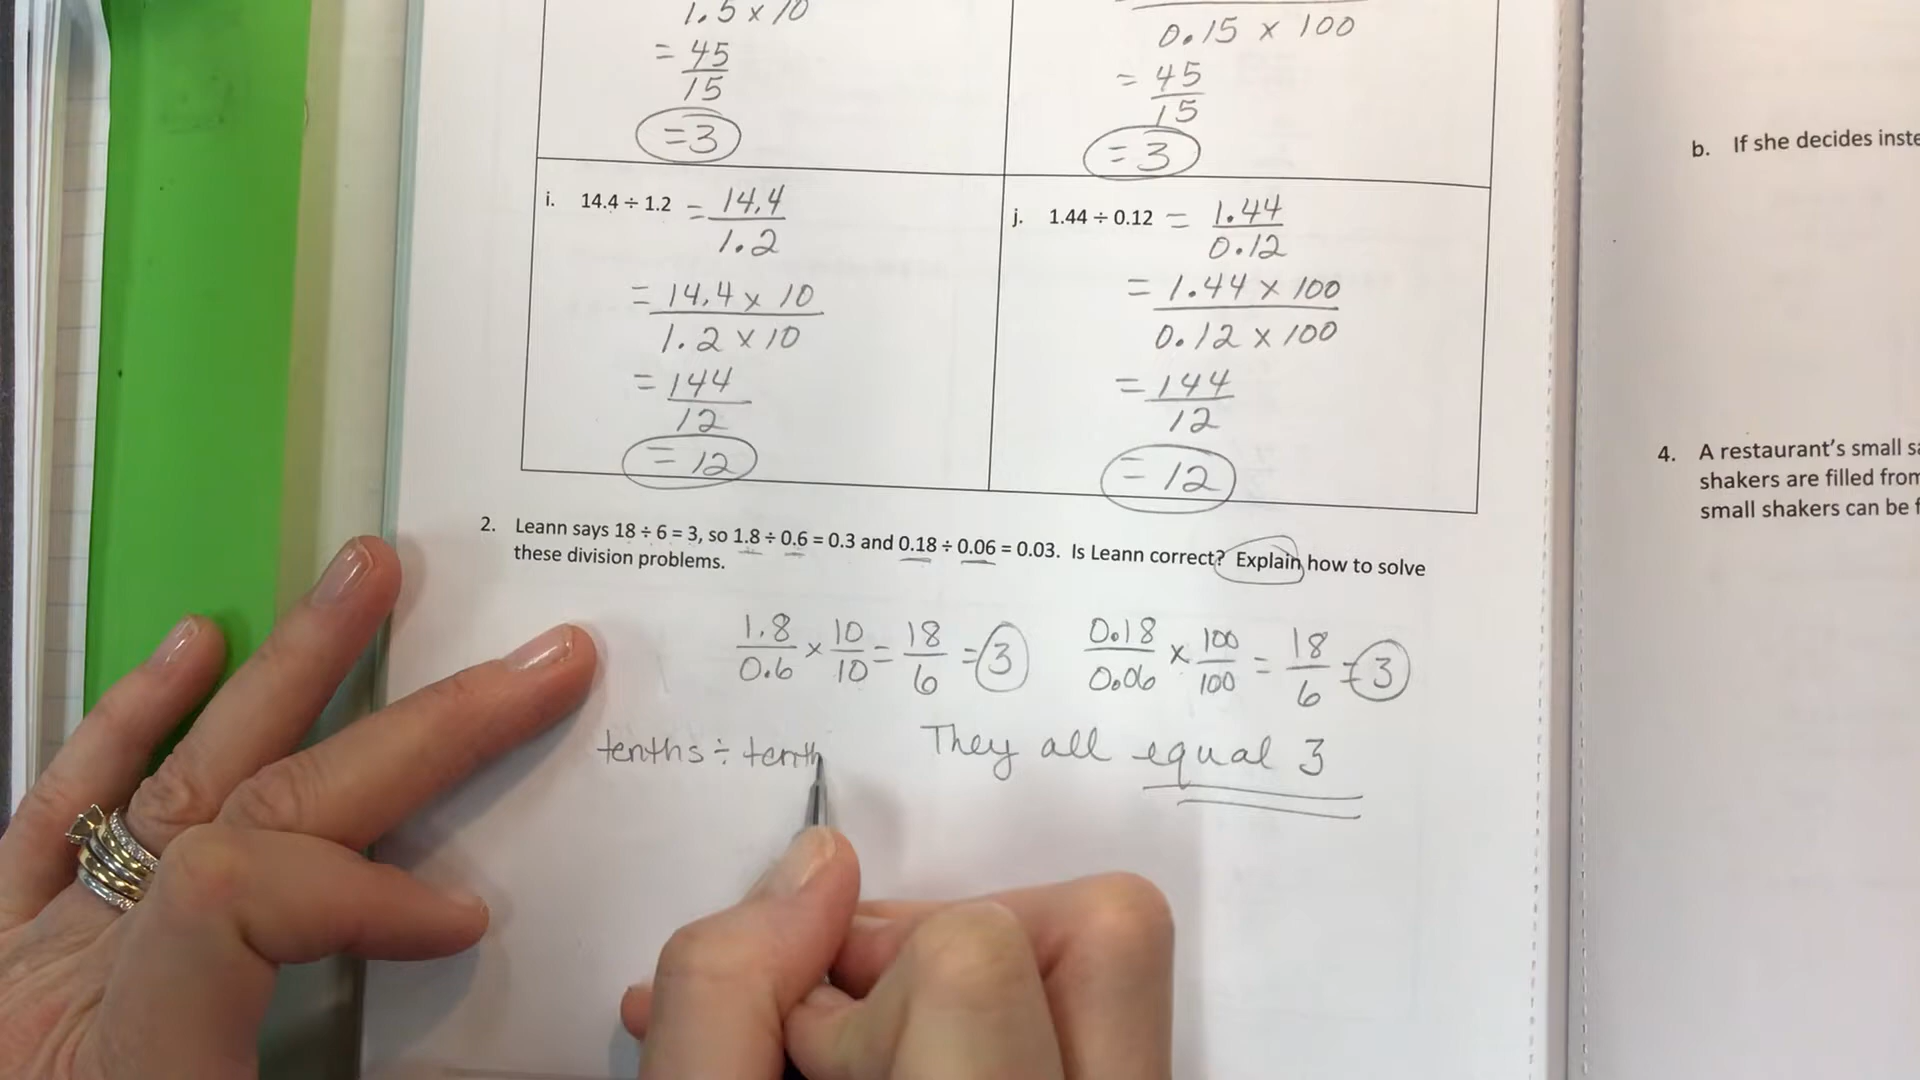 1.5 x 10
= 45
15
= 3
0.15 x 100
= 45
15
= 3
i. 14.4 ÷ 1.2 = 14.4
1.2
= 14.4 x 10
1.2 x 10
= 144
12
= 12
j. 1.44 ÷ 0.12 = 1.44
0.12
= 1.44 x 100
0.12 x 100
= 144
12
= 12
2. Leann says 18 ÷ 6 = 3, so 1.8 ÷ 0.6 = 0.3 and 0.18 ÷ 0.06 = 0.03. Is Leann correct? Explain how to solve
these division problems.
1.8 x 10 = 18 = 3
0.6 10 6
0.18 x 100 = 18 = 3
0.06 100 6
tenths ÷ tenth
They all equal 3
b. If she decides inste
4. A restaurant's small sa
shakers are filled from
small shakers can be f